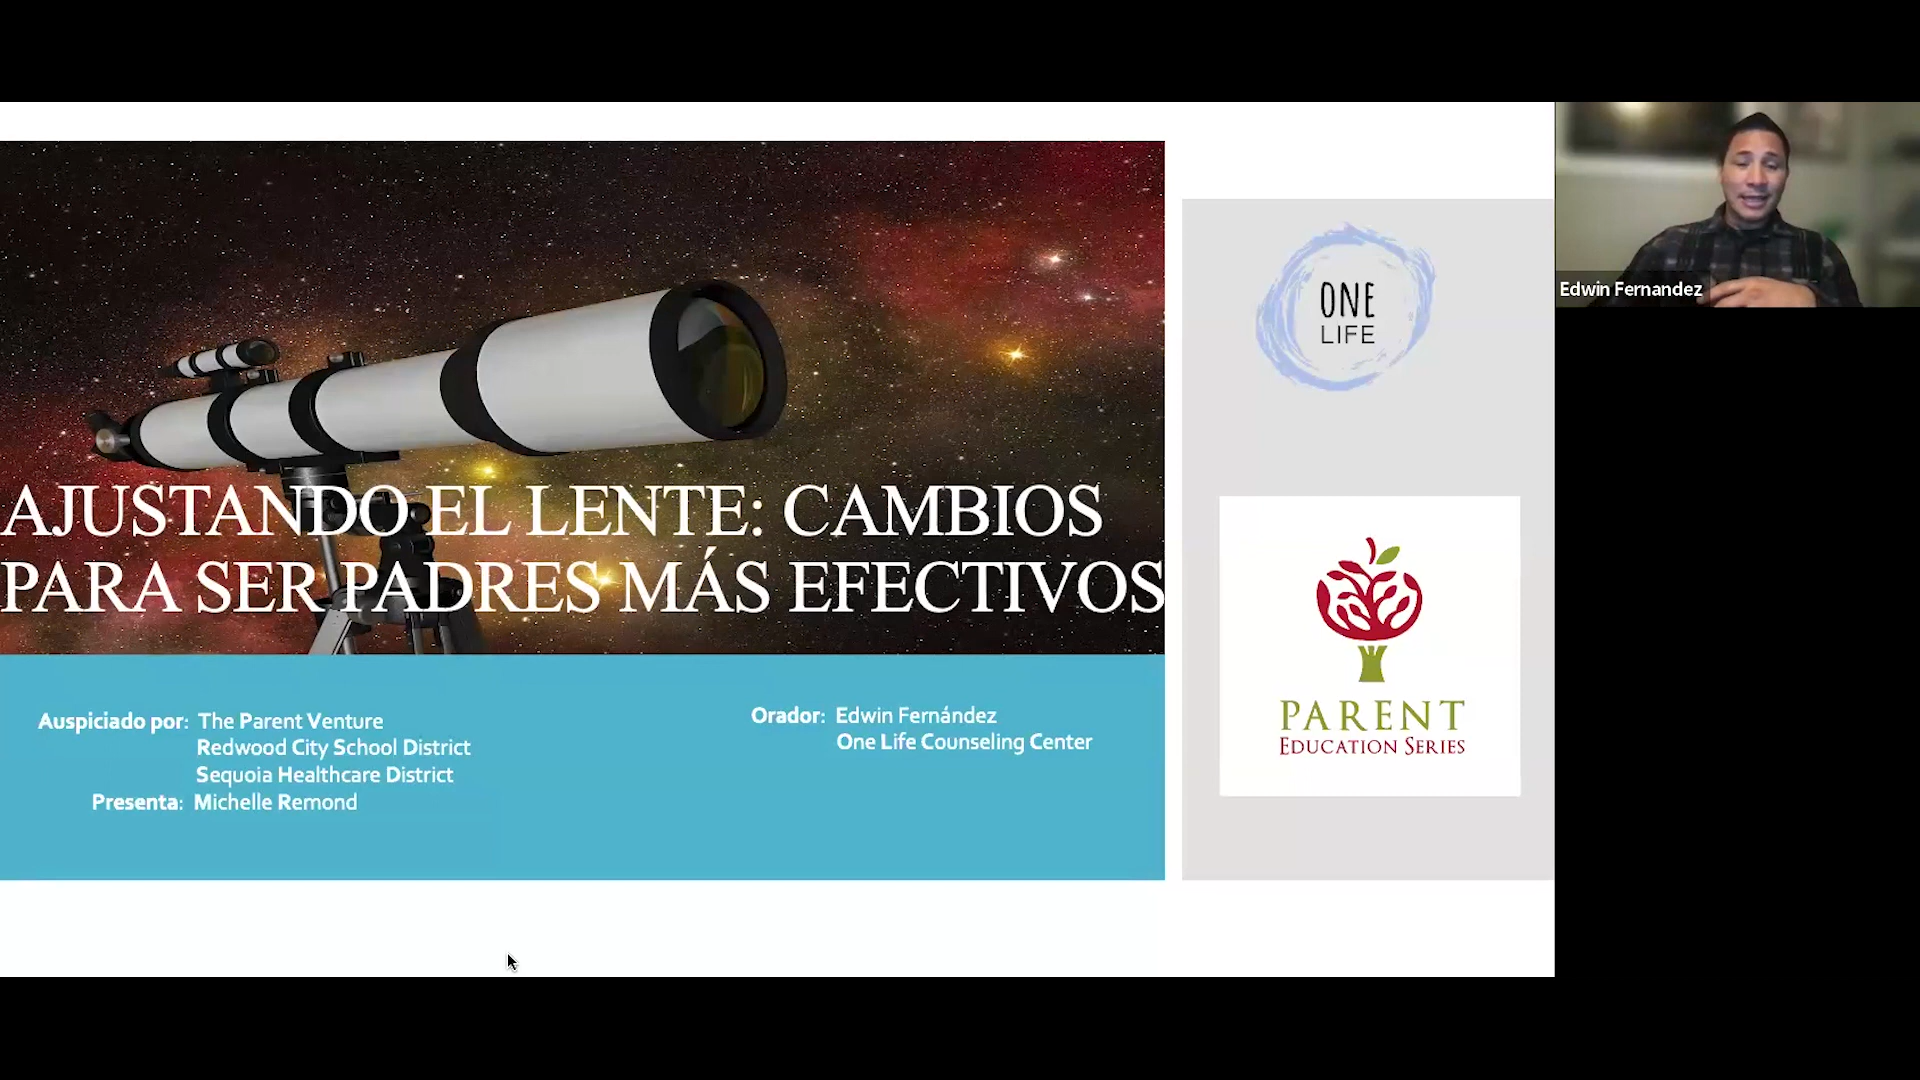 AJUSTANDO EL LENTE: CAMBIOS
PARA SER PADRES MÁS EFECTIVOS
Auspiciado por: The Parent Venture
Redwood City School District
Sequoia Healthcare District
Presenta: Michelle Remond
Orador: Edwin Fernández
One Life Counseling Center
ONE
LIFE
PARENT
EDUCATION SERIES
Edwin Fernandez